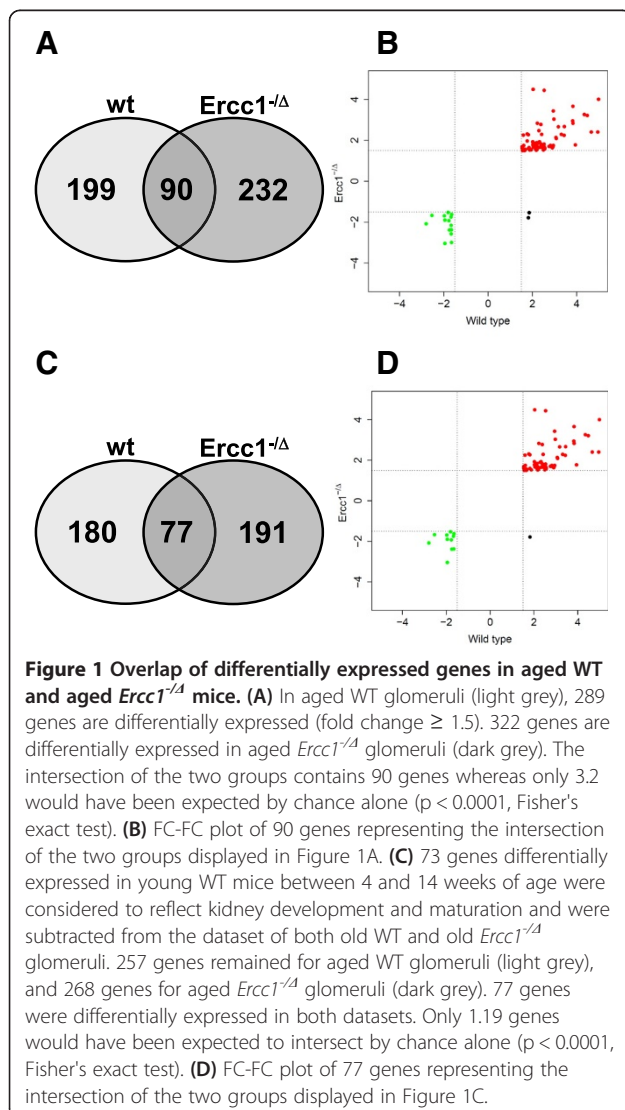 A
B
wt
Ercc1-/Δ
199
90
232
Ercc1-/Δ
4
2
0
−2
−4
−4
−2
0
2
4
Wild type
C
D
wt
Ercc1-/Δ
180
77
191
Ercc1-/Δ
4
2
0
−2
−4
−4
−2
0
2
4
Wild type
Figure 1 Overlap of differentially expressed genes in aged WT
and aged Ercc1-/Δ mice. (A) In aged WT glomeruli (light grey), 289
genes are differentially expressed (fold change ≥ 1.5). 322 genes are
differentially expressed in aged Ercc1-/Δ glomeruli (dark grey). The
intersection of the two groups contains 90 genes whereas only 3.2
would have been expected by chance alone (p < 0.0001, Fisher's
exact test). (B) FC-FC plot of 90 genes representing the intersection
of the two groups displayed in Figure 1A. (C) 73 genes differentially
expressed in young WT mice between 4 and 14 weeks of age were
considered to reflect kidney development and maturation and were
subtracted from the dataset of both old WT and old Ercc1-/Δ
glomeruli. 257 genes remained for aged WT glomeruli (light grey),
and 268 genes for aged Ercc1-/Δ glomeruli (dark grey). 77 genes
were differentially expressed in both datasets. Only 1.19 genes
would have been expected to intersect by chance alone (p < 0.0001,
Fisher's exact test). (D) FC-FC plot of 77 genes representing the
intersection of the two groups displayed in Figure 1C.